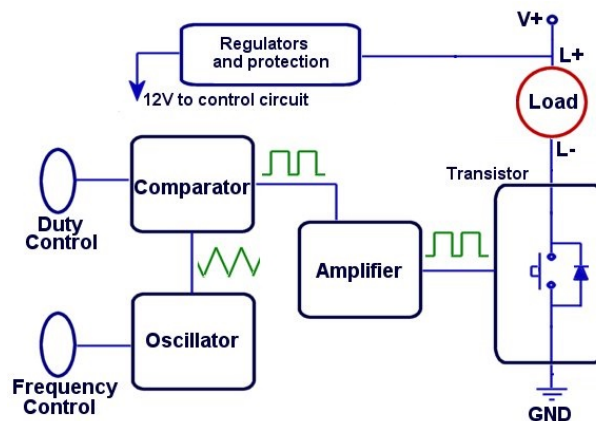 V+
Regulators
and protection
L+
12V to control circuit
Load
L-
Transistor
Comparator
Duty
Control
Amplifier
Oscillator
Frequency
Control
GND